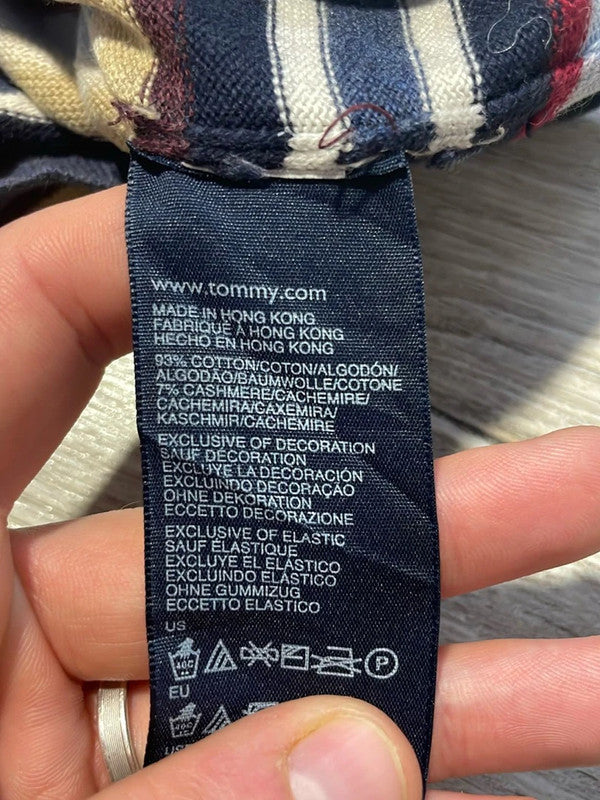 www.tommy.com
MADE IN HONG KONG
FABRIQUÉ À HONG KONG
HECHO EN HONG KONG
93% COTTON/COTON/ALGODÓN/
ALGODAO/BAUMWOLLE/COTONE
7% CASHMERE/CACHEMIRE/
CACHEMIRA/CAXEMIRA/
KASCHMIR/CACHEMIRE
EXCLUSIVE OF DECORATION
SAUF DÉCORATION
EXCLUYE LA DECORACIÓN
EXCLUINDO DECORAÇÃO
OHNE DEKORATION
ECCETTO DECORAZIONE
EXCLUSIVE OF ELASTIC
SAUF ÉLASTIQUE
EXCLUYE EL ELÁSTICO
EXCLUINDO ELÁSTICO
OHNE GUMMIZUG
ECCETTO ELASTICO
US
40C P
EU
40C